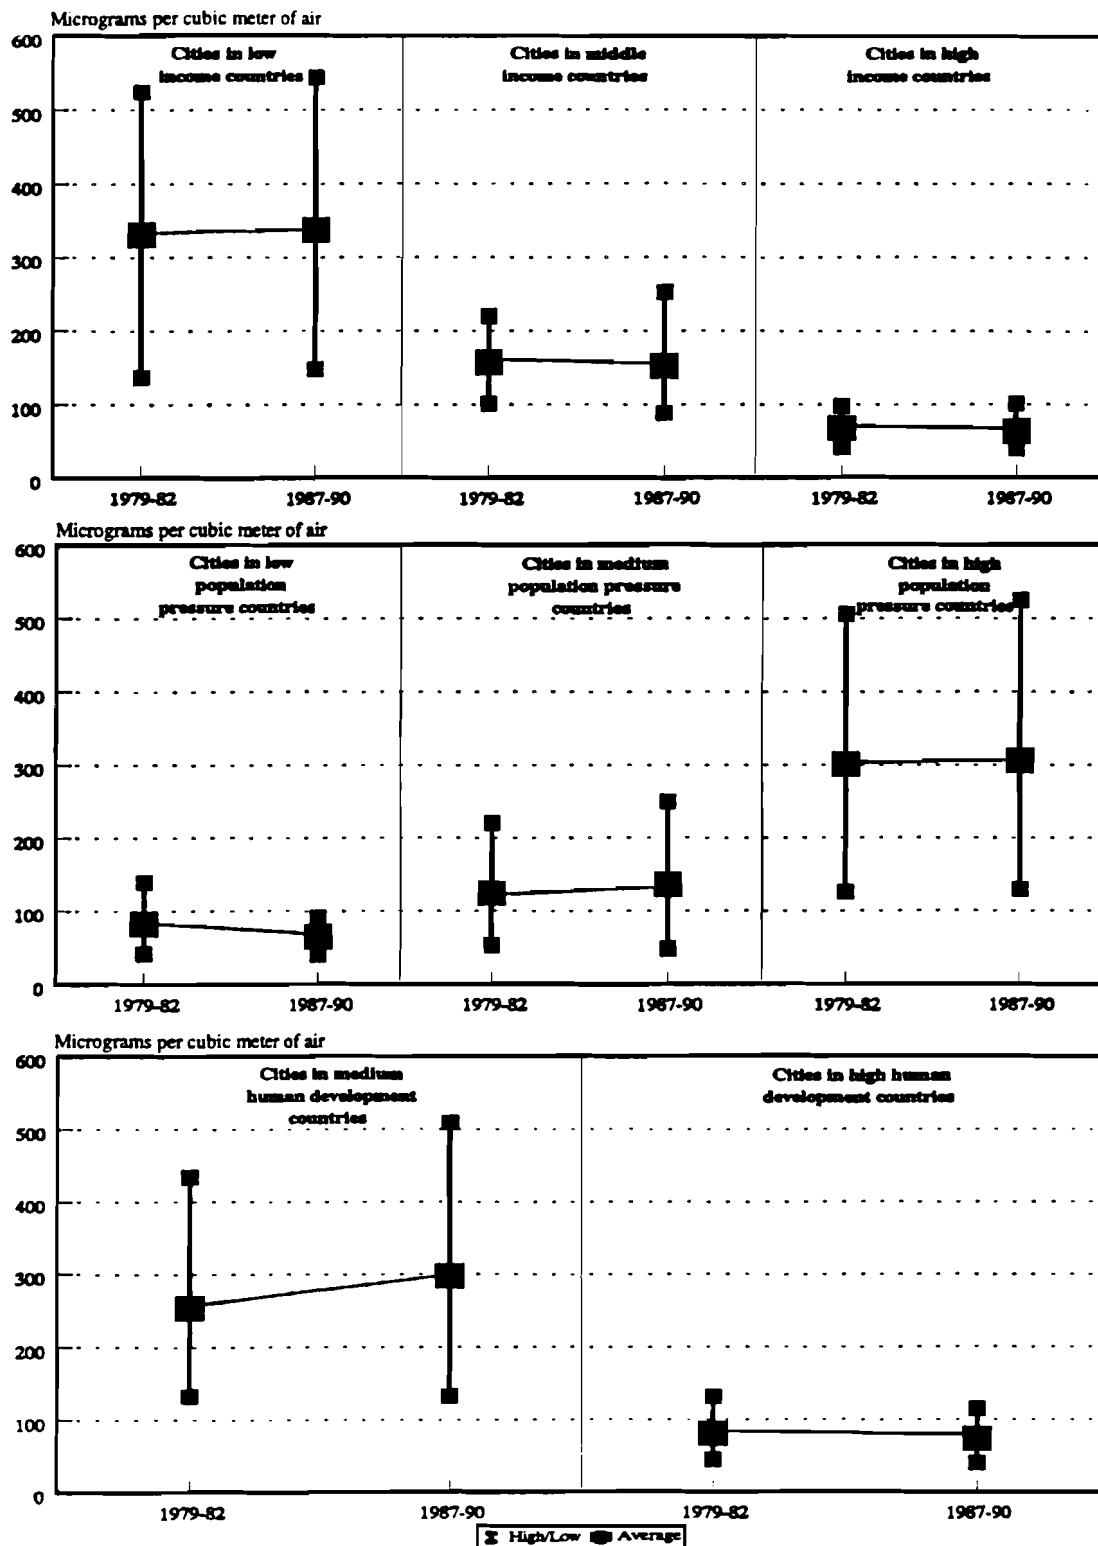 Micrograms per cubic meter of air
600
500
400
300
200
100
0
Cities in low
income countries
Cities in middle
income countries
Cities in high
income countries
1979-82
1987-90
1979-82
1987-90
1979-82
1987-90
Micrograms per cubic meter of air
600
500
400
300
200
100
0
Cities in low
population
pressure countries
Cities in medium
population pressure
countries
Cities in high
population
pressure countries
1979-82
1987-90
1979-82
1987-90
1979-82
1987-90
Micrograms per cubic meter of air
600
500
400
300
200
100
0
Cities in medium
human development
countries
Cities in high human
development countries
1979-82
1987-90
1979-82
1987-90
High/Low Average